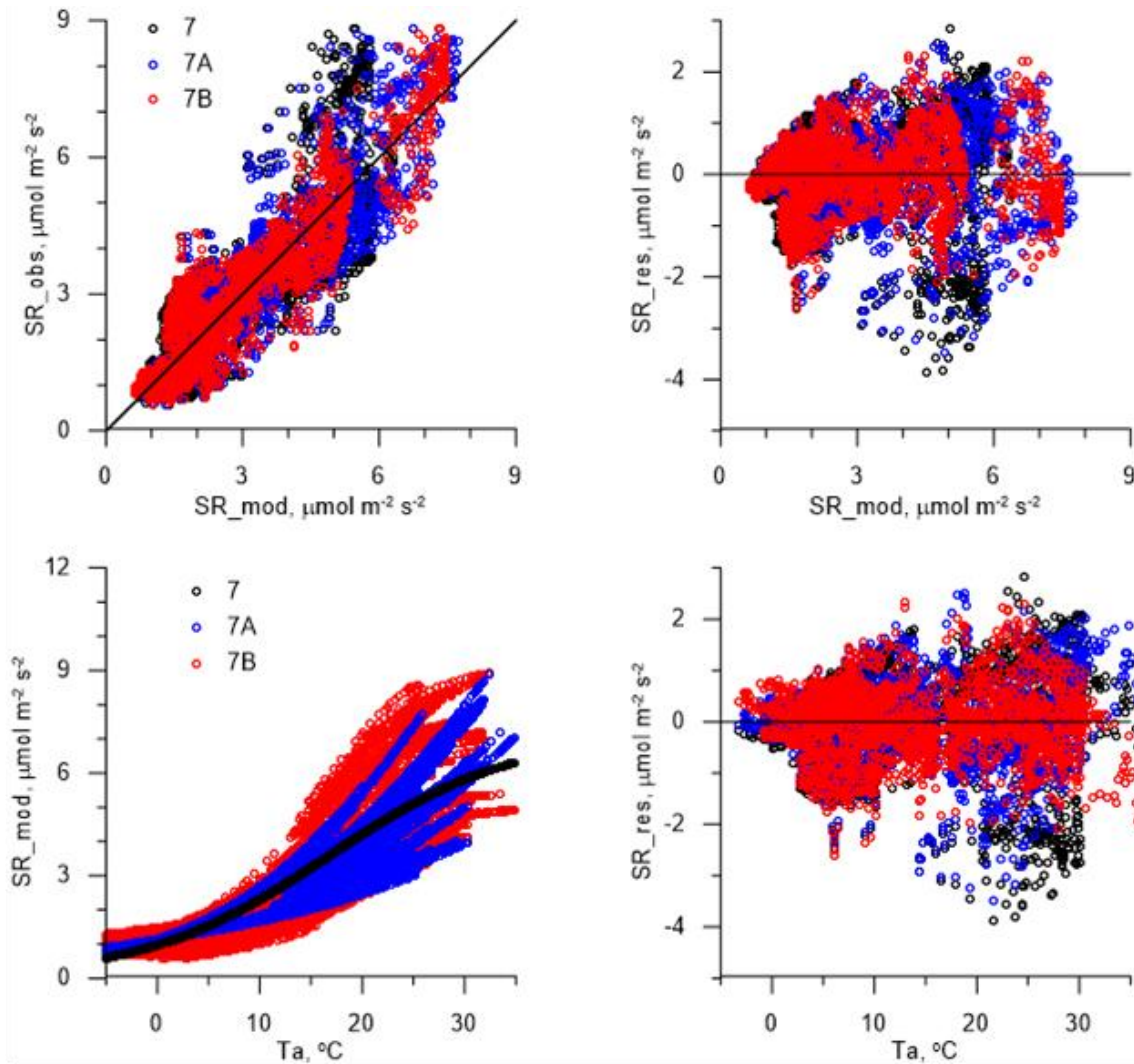 9
6
3
0
SR_obs, μmol m⁻² s⁻²
7
7A
7B
0 3 6 9
SR_mod, μmol m⁻² s⁻²
2
0
-2
-4
SR_res, μmol m⁻² s⁻²
0 3 6 9
SR_mod, μmol m⁻² s⁻²
12
9
6
3
0
SR_mod, μmol m⁻² s⁻²
7
7A
7B
0 10 20 30
Ta, ᵒC
2
0
-2
-4
SR_res, μmol m⁻² s⁻²
0 10 20 30
Ta, ᵒC